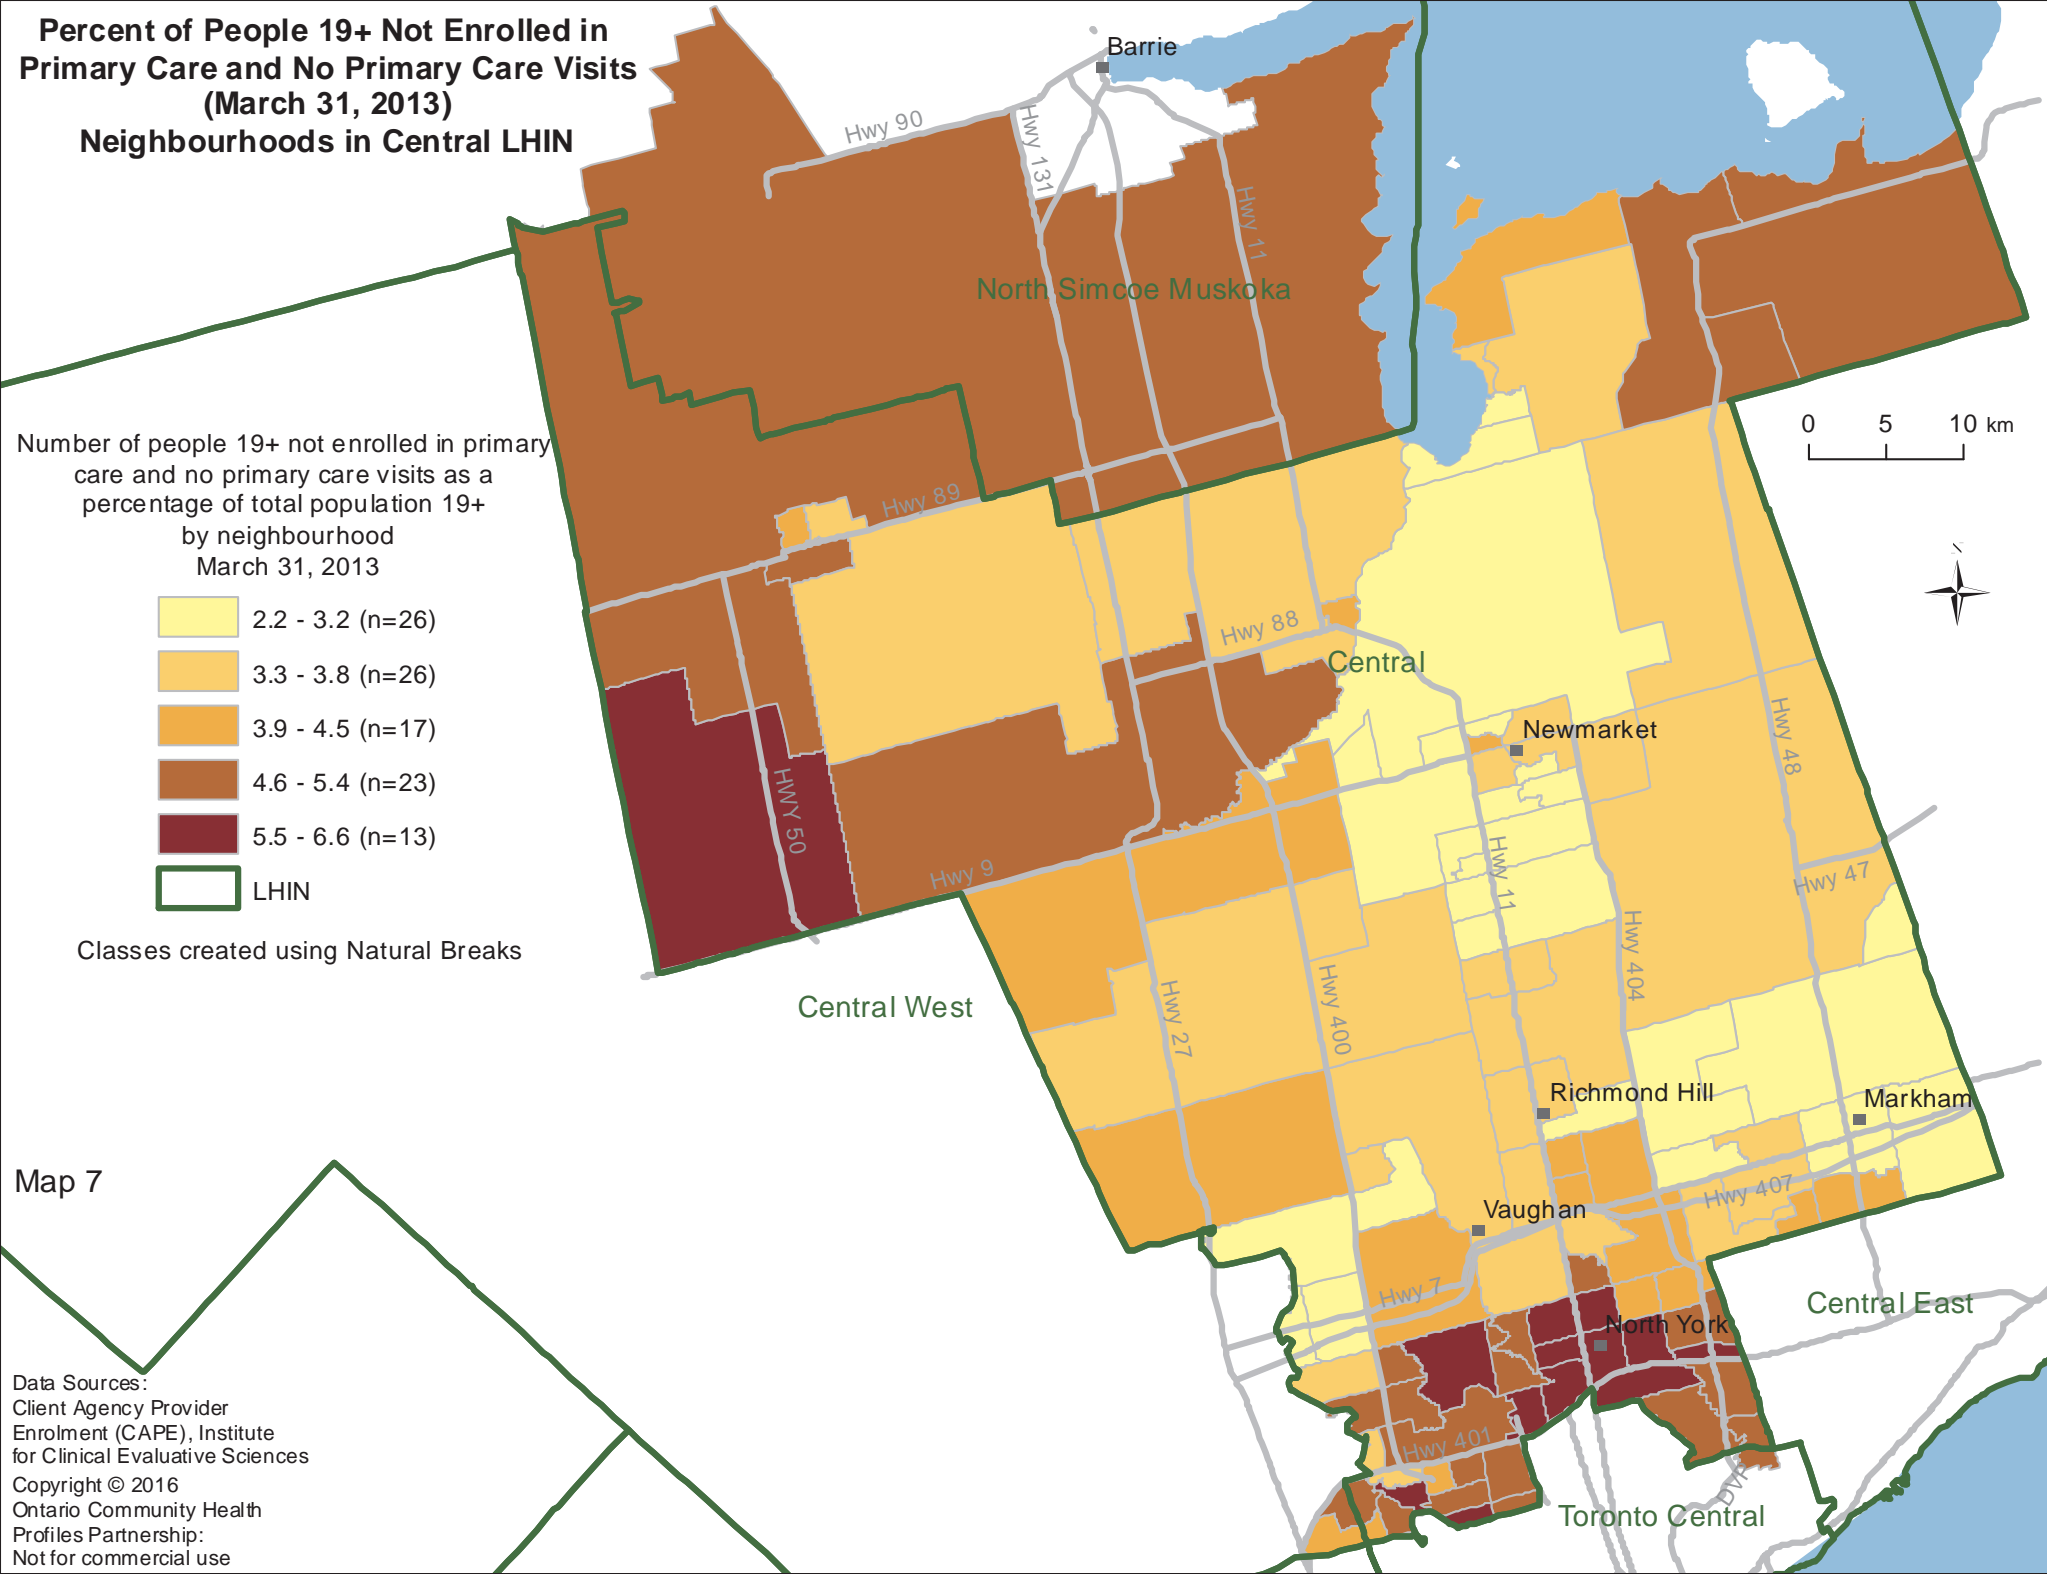 Percent of People 19+ Not Enrolled in
Primary Care and No Primary Care Visits
(March 31, 2013)
Neighbourhoods in Central LHIN
Barrie
Hwy 90
Hwy 131
Hwy 11
North Simcoe Muskoka
0 5 10 km
N
Number of people 19+ not enrolled in primary
care and no primary care visits as a
percentage of total population 19+
by neighbourhood
March 31, 2013
2.2 - 3.2 (n=26)
3.3 - 3.8 (n=26)
3.9 - 4.5 (n=17)
4.6 - 5.4 (n=23)
5.5 - 6.6 (n=13)
LHIN
Classes created using Natural Breaks
Hwy 89
Hwy 88
Central
Newmarket
Hwy 48
HWY 50
Hwy 9
Hwy 11
Hwy 47
Hwy 404
Central West
Hwy 27
Hwy 400
Richmond Hill
Markham
Hwy 407
Vaughan
Hwy 7
North York
Central East
Hwy 401
DVP
Toronto Central
Map 7
Data Sources:
Client Agency Provider
Enrolment (CAPE), Institute
for Clinical Evaluative Sciences
Copyright © 2016
Ontario Community Health
Profiles Partnership:
Not for commercial use